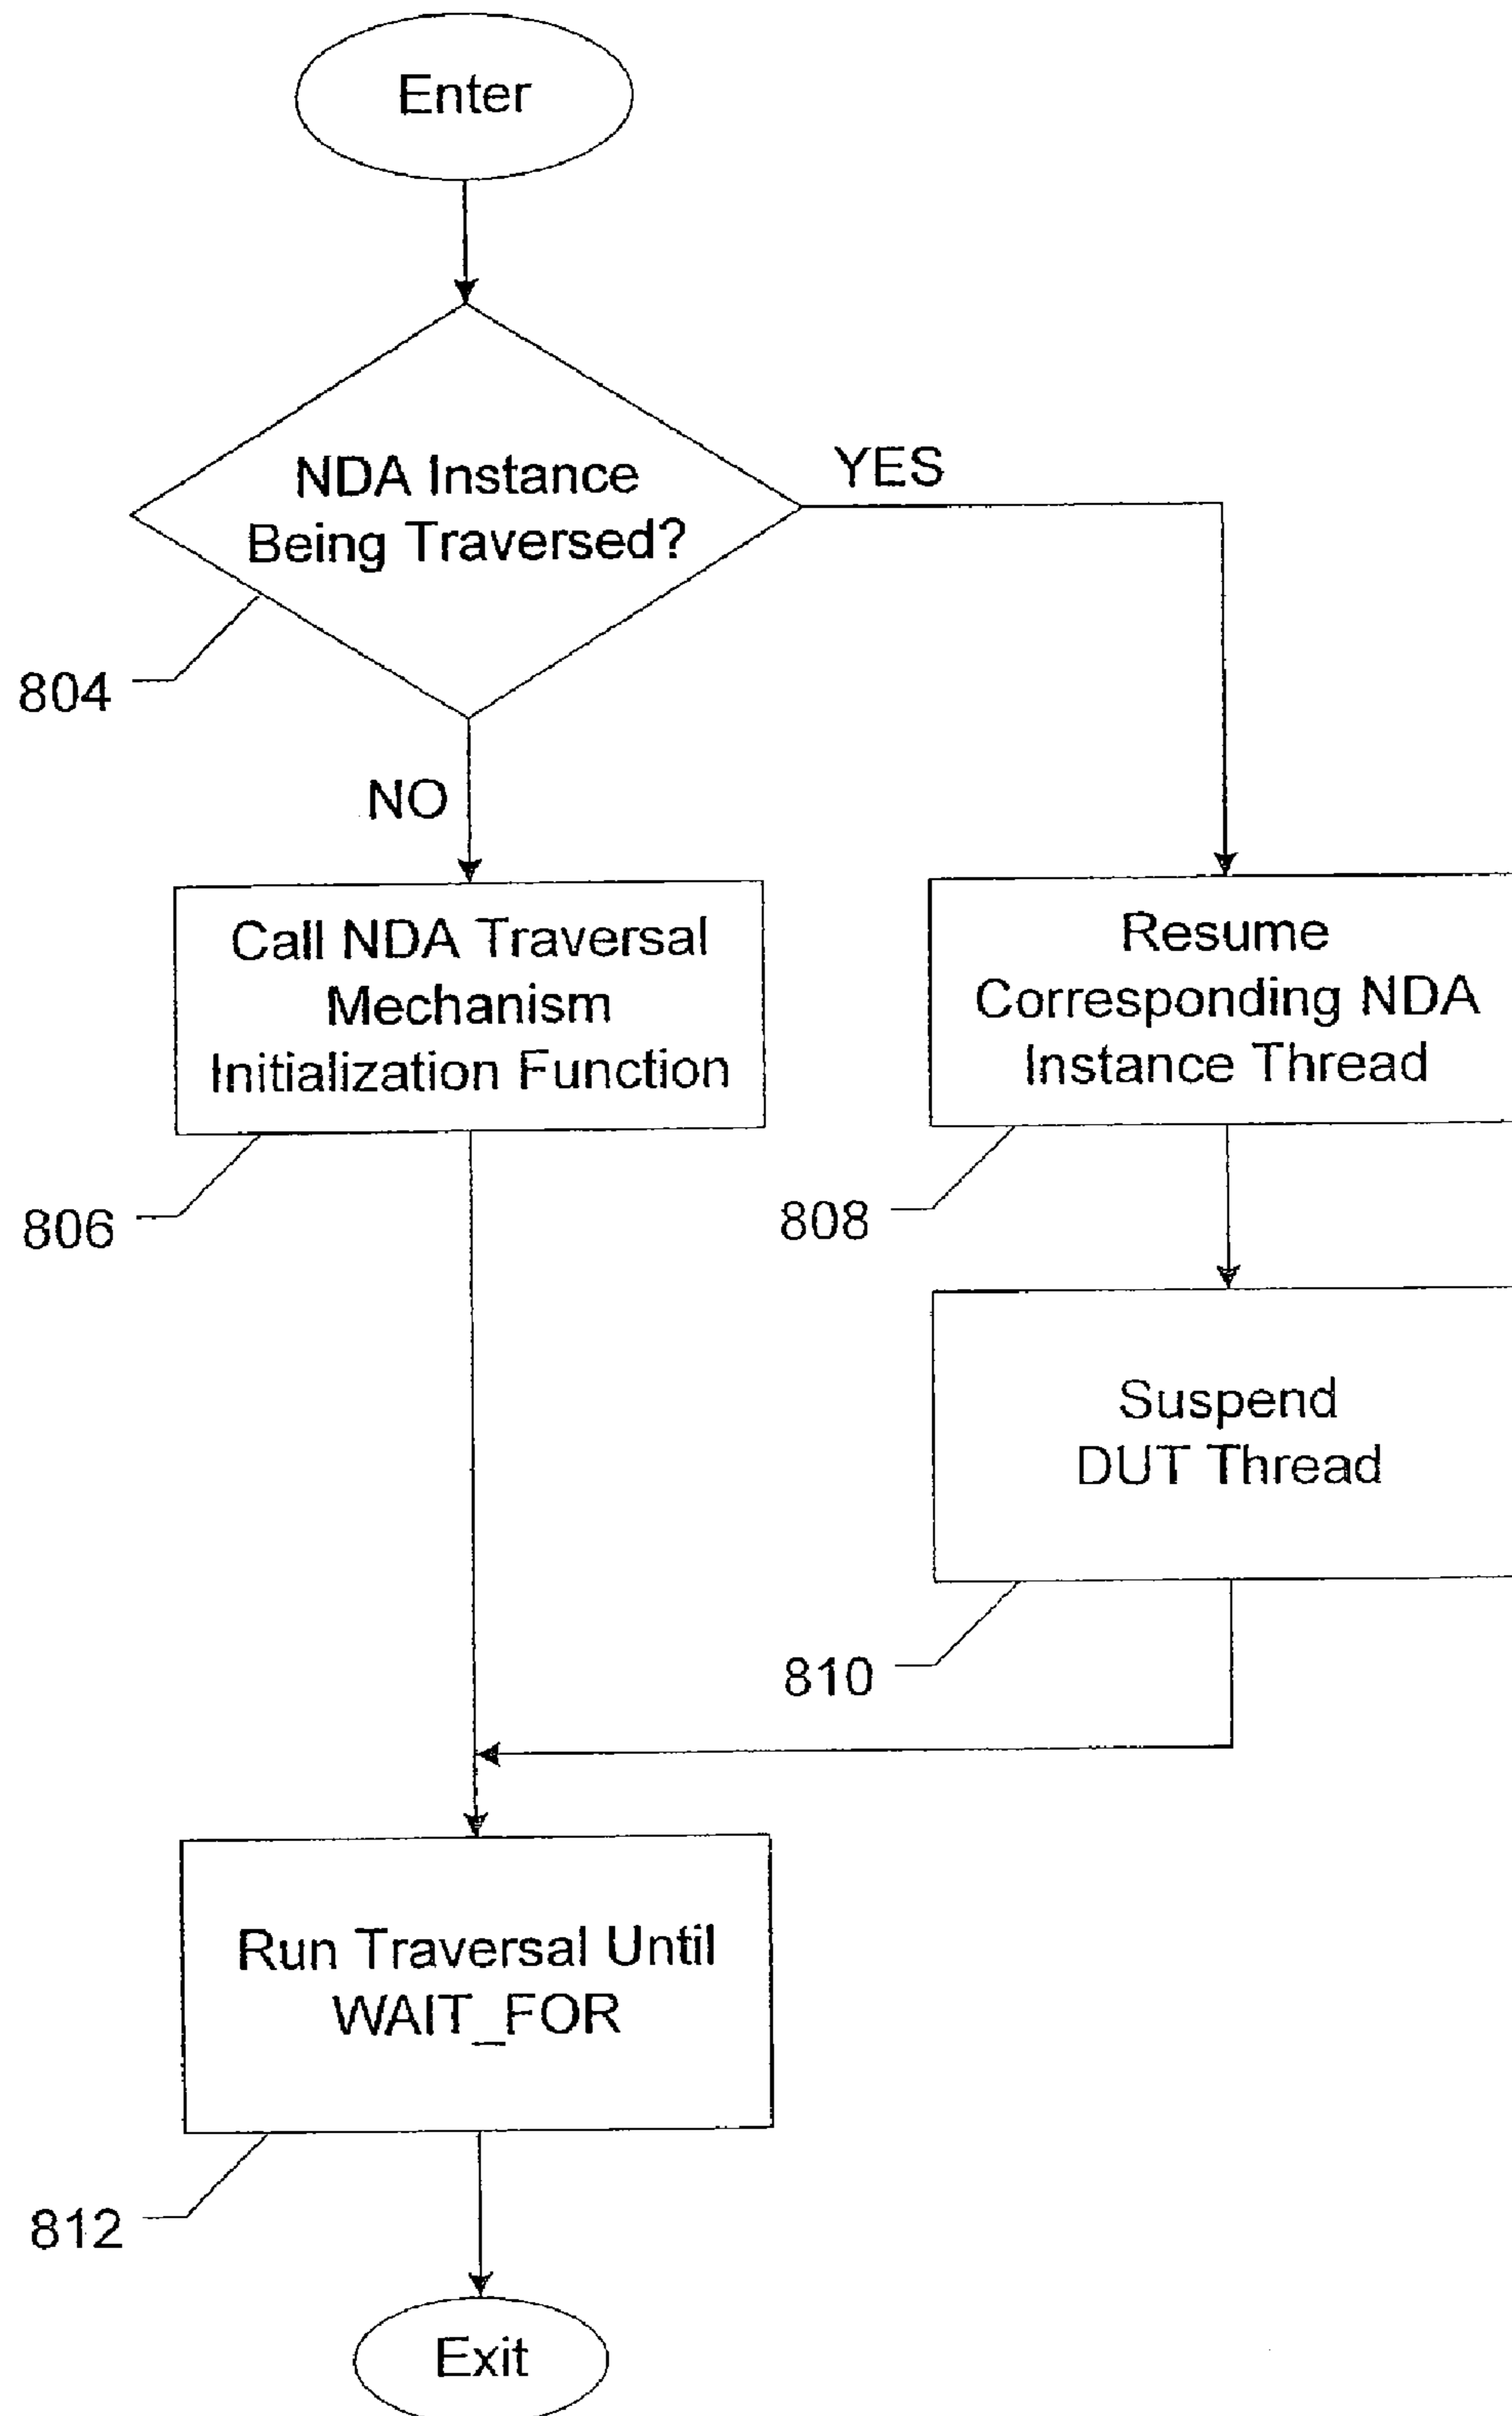 Enter
NDA Instance
Being Traversed?
YES
804
NO
Call NDA Traversal
Mechanism
Initialization Function
806
Resume
Corresponding NDA
Instance Thread
808
Suspend
DUT Thread
810
Run Traversal Until
WAIT_FOR
812
Exit